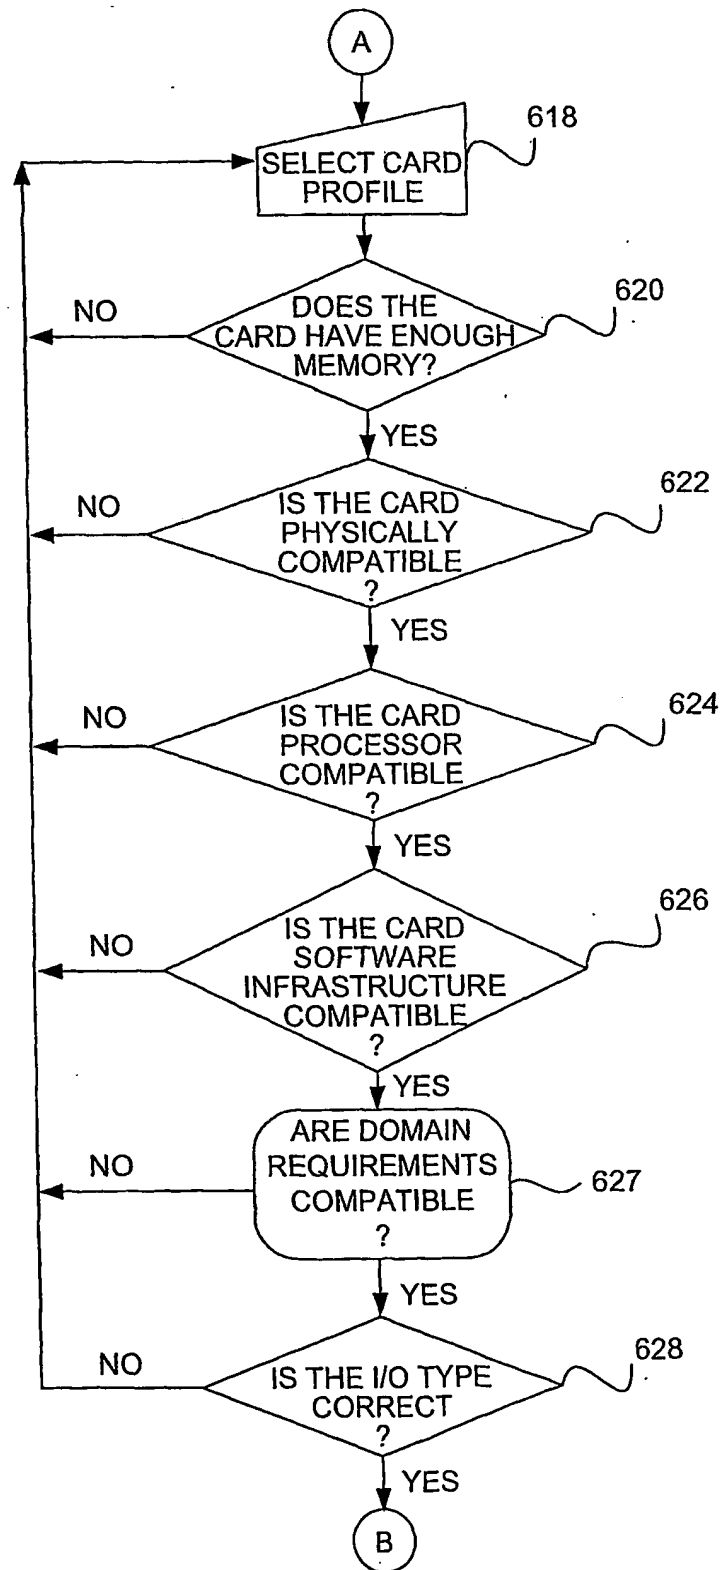 A
618
SELECT CARD
PROFILE
620
NO
DOES THE
CARD HAVE ENOUGH
MEMORY?
YES
622
NO
IS THE CARD
PHYSICALLY
COMPATIBLE
?
YES
624
NO
IS THE CARD
PROCESSOR
COMPATIBLE
?
YES
626
NO
IS THE CARD
SOFTWARE
INFRASTRUCTURE
COMPATIBLE
?
YES
ARE DOMAIN
NO
REQUIREMENTS
COMPATIBLE
627
?
YES
628
NO
IS THE I/O TYPE
CORRECT
?
YES
B